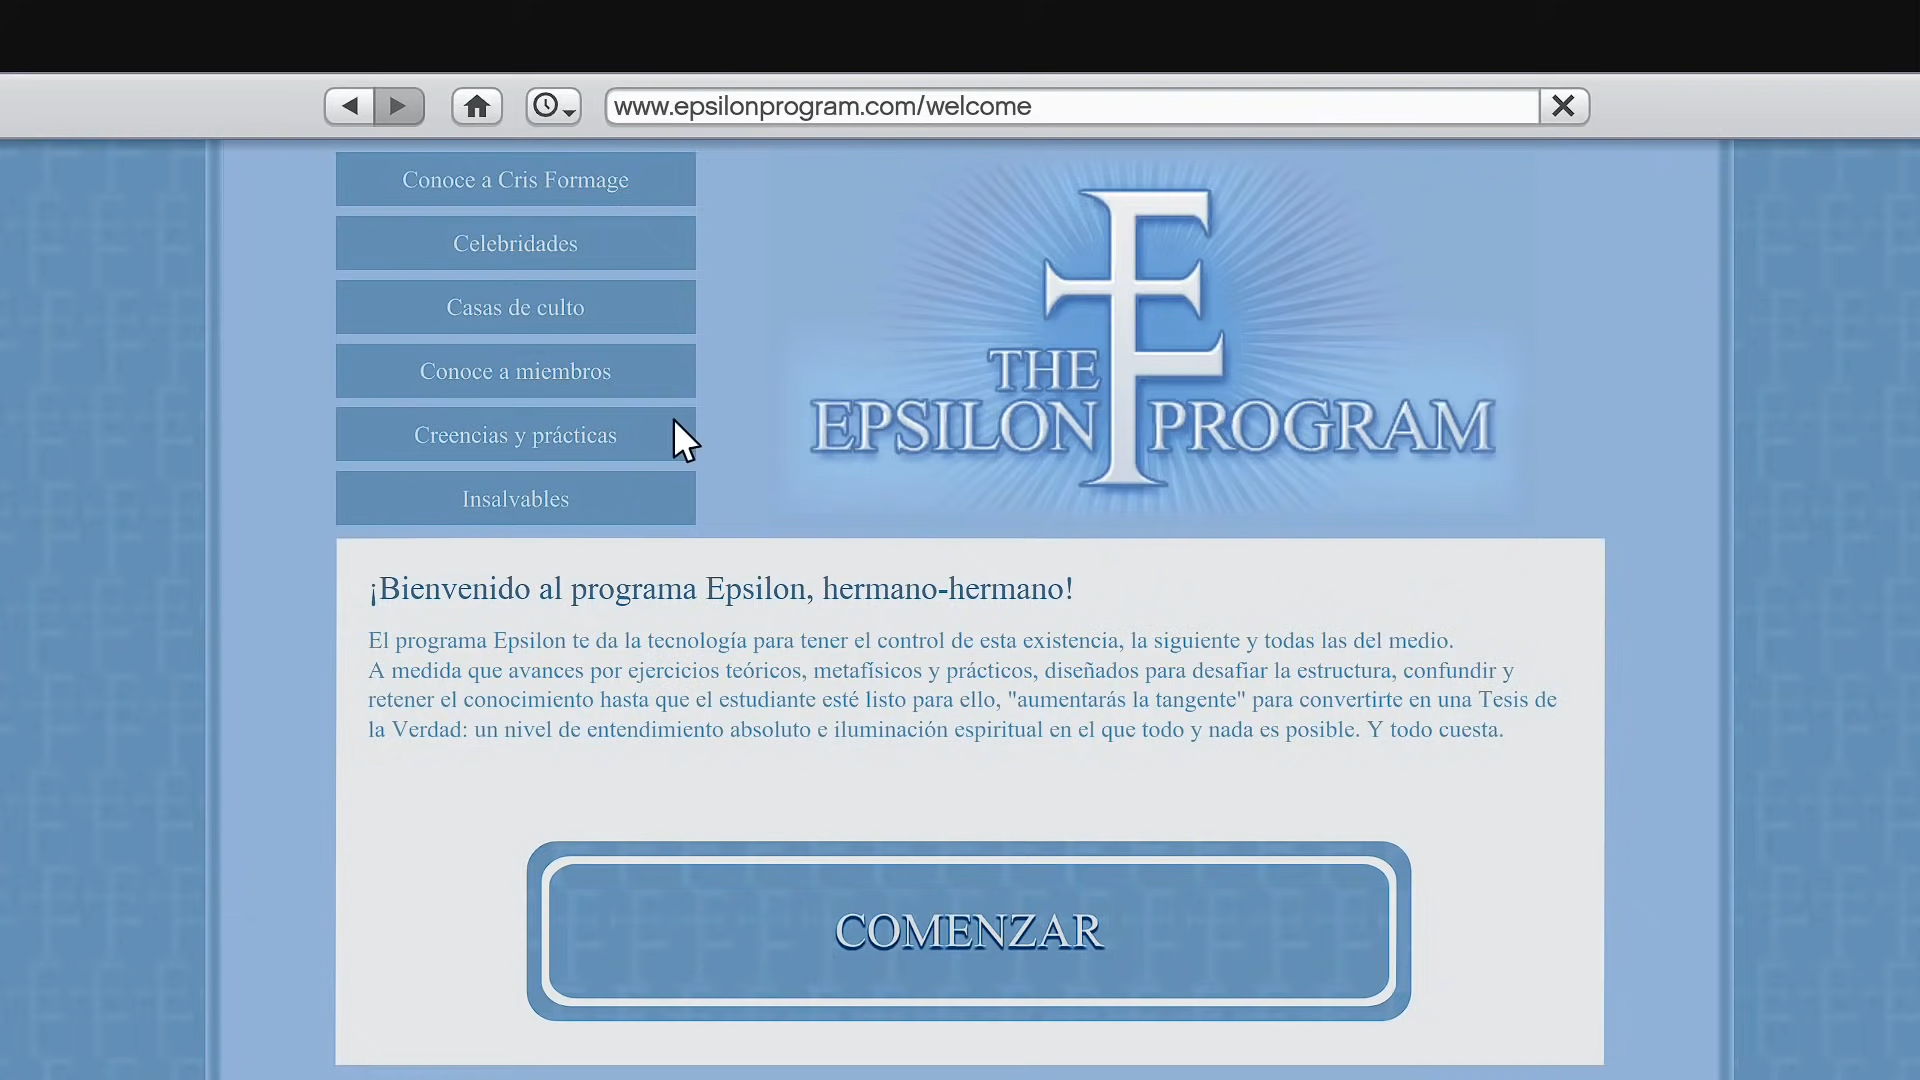 www.epsilonprogram.com/welcome
Conoce a Cris Formage
Celebridades
Casas de culto
Conoce a miembros
Creencias y prácticas
Insalvables
THE
EPSILON PROGRAM
¡Bienvenido al programa Epsilon, hermano-hermano!
El programa Epsilon te da la tecnología para tener el control de esta existencia, la siguiente y todas las del medio.
A medida que avances por ejercicios teóricos, metafísicos y prácticos, diseñados para desafiar la estructura, confundir y
retener el conocimiento hasta que el estudiante esté listo para ello, "aumentarás la tangente" para convertirte en una Tesis de
la Verdad: un nivel de entendimiento absoluto e iluminación espiritual en el que todo y nada es posible. Y todo cuesta.
COMENZAR